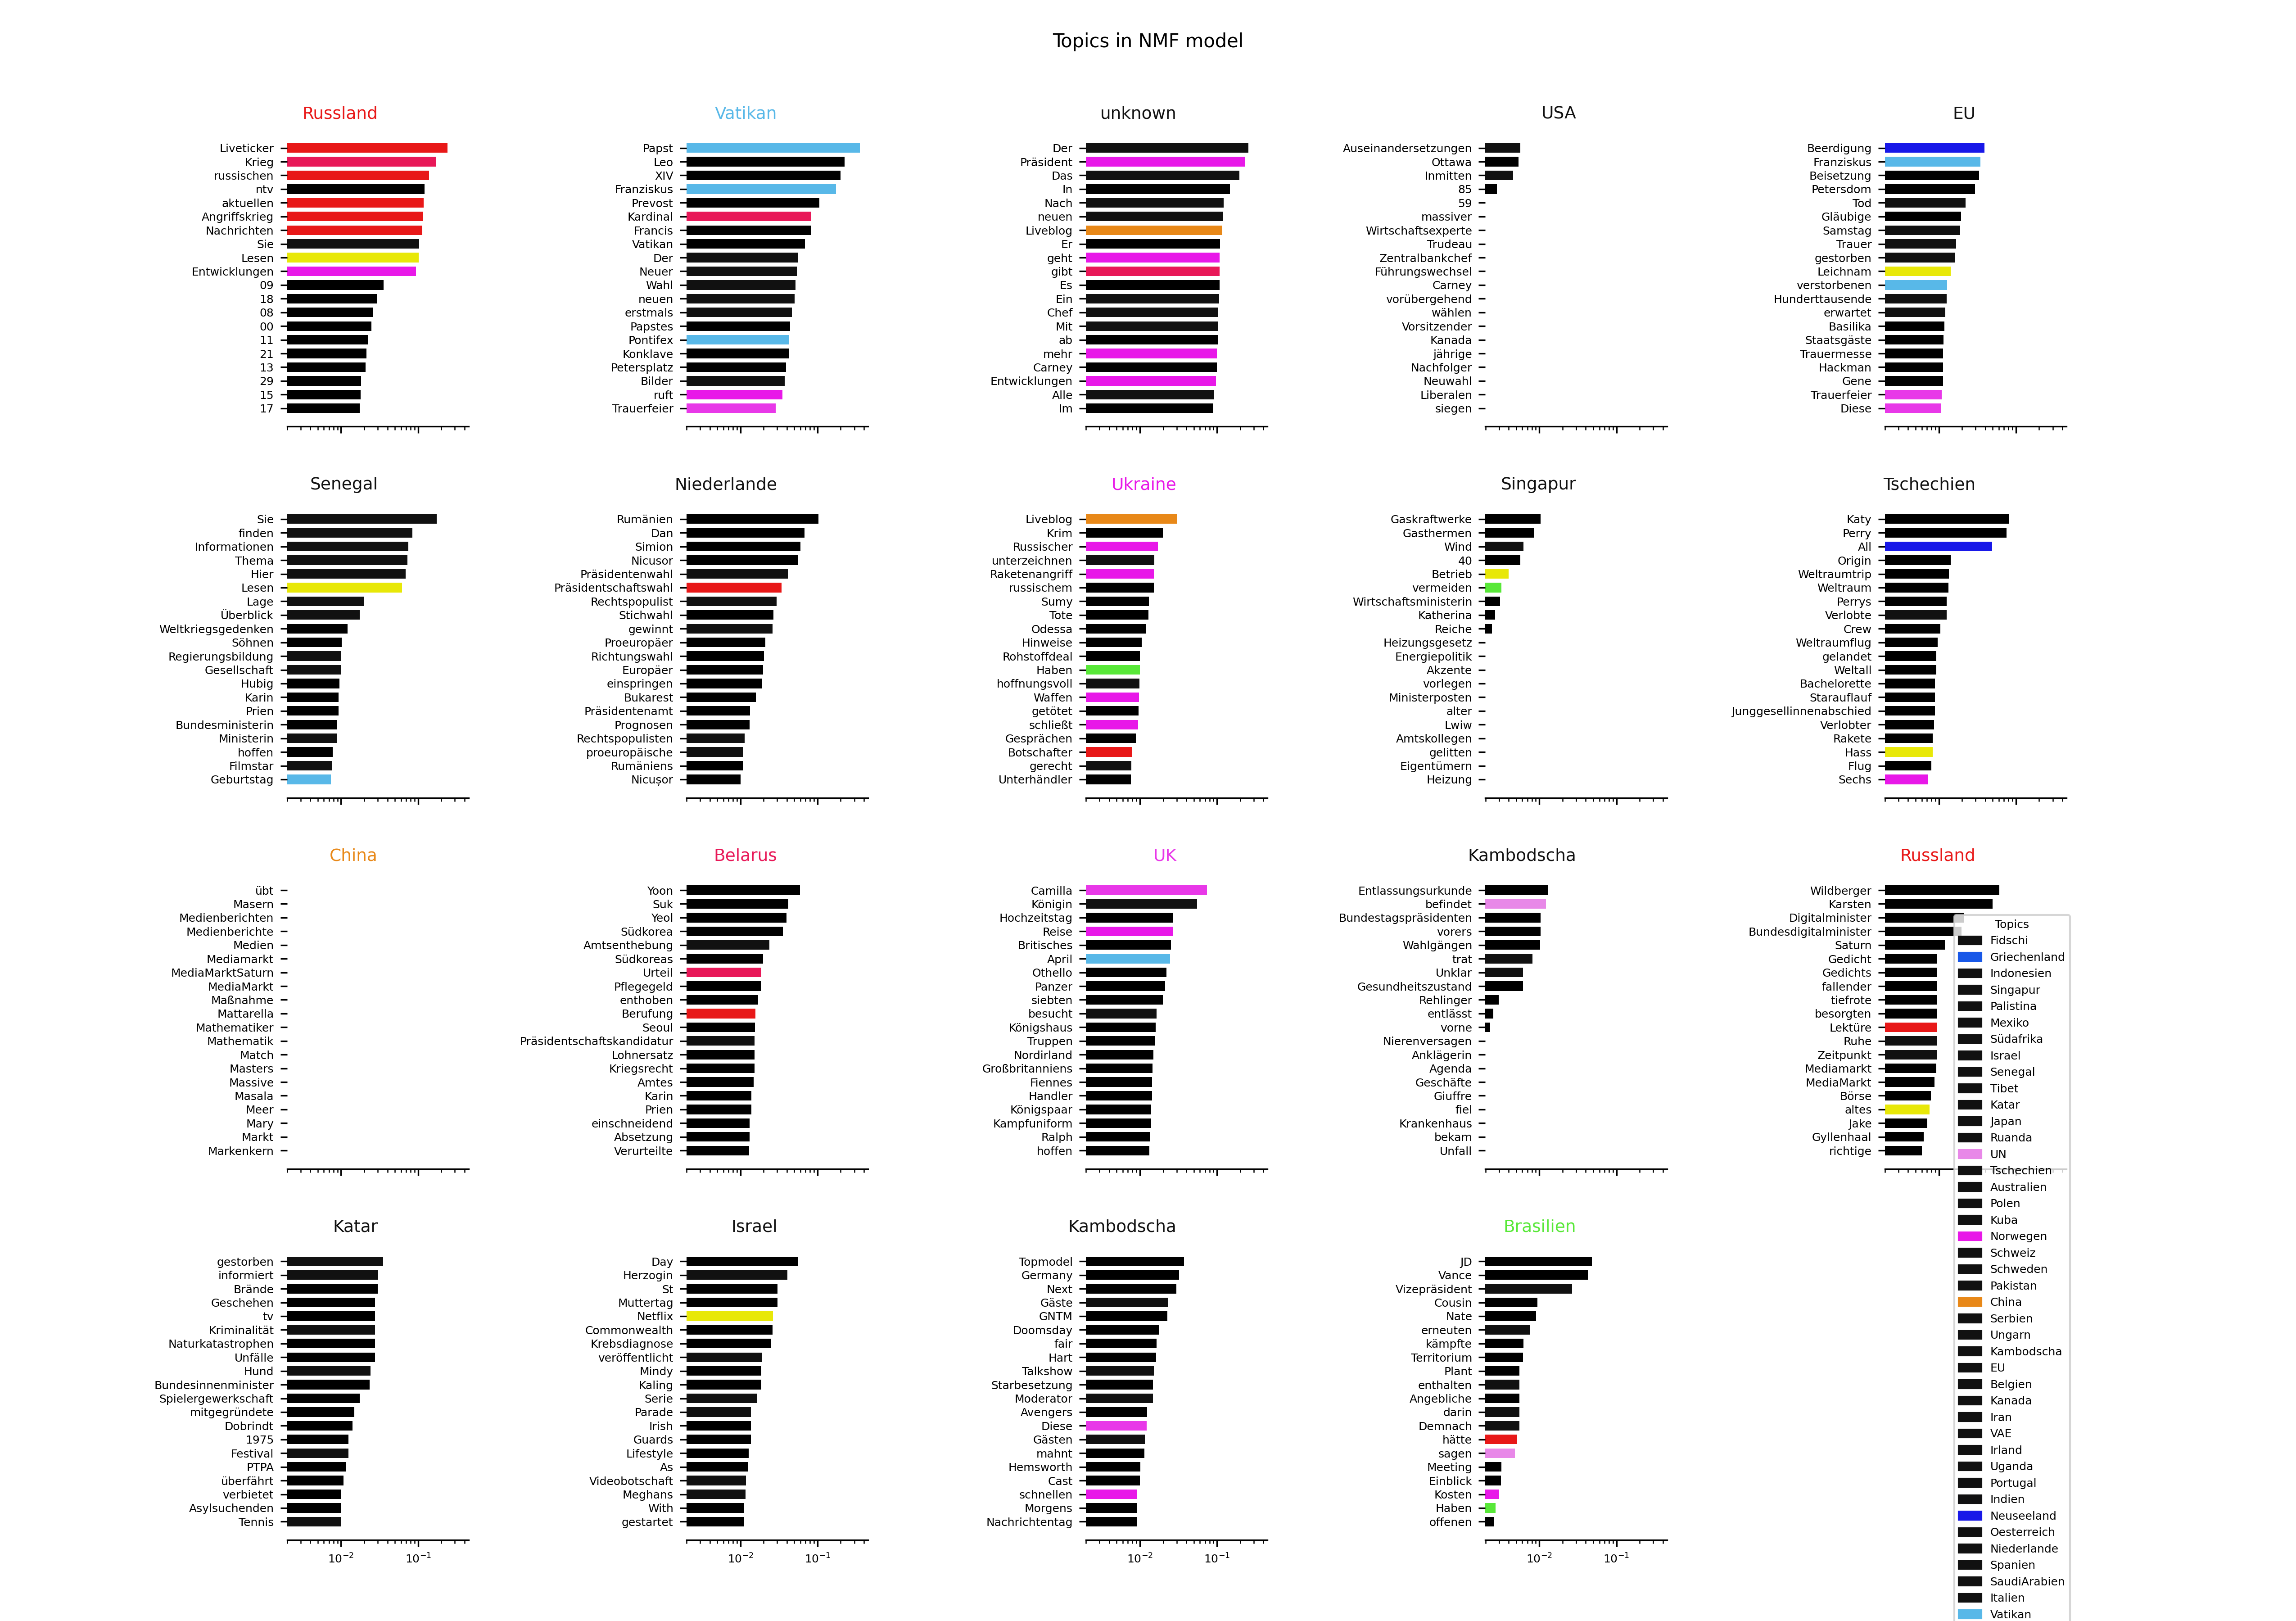 Topics in NMF model
Russland
Liveticker
Krieg
russischen
ntv
aktuellen
Angriffskrieg
Nachrichten
Sie
Lesen
Entwicklungen
09
18
08
00
11
21
13
29
15
17
Vatikan
Papst
Leo
XIV
Franziskus
Prevost
Kardinal
Francis
Vatikan
Der
Neuer
Wahl
neuen
erstmals
Papstes
Pontifex
Konklave
Petersplatz
Bilder
ruft
Trauerfeier
unknown
Der
Präsident
Das
In
Nach
neuen
Liveblog
Er
geht
gibt
Es
Ein
Chef
Mit
ab
mehr
Carney
Entwicklungen
Alle
Im
USA
Auseinandersetzungen
Ottawa
Inmitten
85
59
massiver
Wirtschaftsexperte
Trudeau
Zentralbankchef
Führungswechsel
Carney
vorübergehend
wählen
Vorsitzender
Kanada
jährige
Nachfolger
Neuwahl
Liberalen
siegen
EU
Beerdigung
Franziskus
Beisetzung
Petersdom
Tod
Gläubige
Samstag
Trauer
gestorben
Leichnam
verstorbenen
Hunderttausende
erwartet
Basilika
Staatsgäste
Trauermesse
Hackman
Gene
Trauerfeier
Diese
Senegal
Sie
finden
Informationen
Thema
Hier
Lesen
Lage
Überblick
Weltkriegsgedenken
Söhnen
Regierungsbildung
Gesellschaft
Hubig
Karin
Prien
Bundesministerin
Ministerin
hoffen
Filmstar
Geburtstag
Niederlande
Rumänien
Dan
Simion
Nicusor
Präsidentenwahl
Präsidentschaftswahl
Rechtspopulist
Stichwahl
gewinnt
Proeuropäer
Richtungswahl
Europäer
einspringen
Bukarest
Präsidentenamt
Prognosen
Rechtspopulisten
proeuropäische
Rumäniens
Nicușor
Ukraine
Liveblog
Krim
Russischer
unterzeichnen
Raketenangriff
russischem
Sumy
Tote
Odessa
Hinweise
Rohstoffdeal
Haben
hoffnungsvoll
Waffen
getötet
schließt
Gesprächen
Botschafter
gerecht
Unterhändler
Singapur
Gaskraftwerke
Gasthermen
Wind
40
Betrieb
vermeiden
Wirtschaftsministerin
Katherina
Reiche
Heizungsgesetz
Energiepolitik
Akzente
vorlegen
Ministerposten
alter
Lwiw
Amtskollegen
gelitten
Eigentümern
Heizung
Tschechien
Katy
Perry
All
Origin
Weltraumtrip
Weltraum
Perrys
Verlobte
Crew
Weltraumflug
gelandet
Weltall
Bachelorette
Starauflauf
Junggesellinnenabschied
Verlobter
Rakete
Hass
Flug
Sechs
China
übt
Masern
Medienberichten
Medienberichte
Medien
Mediamarkt
MediaMarktSaturn
MediaMarkt
Maßnahme
Mattarella
Mathematiker
Mathematik
Match
Masters
Massive
Masala
Meer
Mary
Markt
Markenkern
Belarus
Yoon
Suk
Yeol
Südkorea
Amtsenthebung
Südkoreas
Urteil
Pflegegeld
enthoben
Berufung
Seoul
Präsidentschaftskandidatur
Lohnersatz
Kriegsrecht
Amtes
Karin
Prien
einschneidend
Absetzung
Verurteilte
UK
Camilla
Königin
Hochzeitstag
Reise
Britisches
April
Othello
Panzer
siebten
besucht
Königshaus
Truppen
Nordirland
Großbritanniens
Fiennes
Handler
Königspaar
Kampfuniform
Ralph
hoffen
Kambodscha
Entlassungsurkunde
befindet
Bundestagspräsidenten
vorers
Wahlgängen
trat
Unklar
Gesundheitszustand
Rehlinger
entlässt
vorne
Nierenversagen
Anklägerin
Agenda
Geschäfte
Giuffre
fiel
Krankenhaus
bekam
Unfall
Russland
Wildberger
Karsten
Digitalminister
Bundesdigitalminister
Saturn
Gedicht
Gedichts
fallender
tiefrote
besorgten
Lektüre
Ruhe
Zeitpunkt
Mediamarkt
MediaMarkt
Börse
altes
Jake
Gyllenhaal
richtige
Katar
gestorben
informiert
Brände
Geschehen
tv
Kriminalität
Naturkatastrophen
Unfälle
Hund
Bundesinnenminister
Spielergewerkschaft
mitgegründete
Dobrindt
1975
Festival
PTPA
überfährt
verbietet
Asylsuchenden
Tennis
10⁻² 10⁻¹
Israel
Day
Herzogin
St
Muttertag
Netflix
Commonwealth
Krebsdiagnose
veröffentlicht
Mindy
Kaling
Serie
Parade
Irish
Guards
Lifestyle
As
Videobotschaft
Meghans
With
gestartet
10⁻² 10⁻¹
Kambodscha
Topmodel
Germany
Next
Gäste
GNTM
Doomsday
fair
Hart
Talkshow
Starbesetzung
Moderator
Avengers
Diese
Gästen
mahnt
Hemsworth
Cast
schnellen
Morgens
Nachrichtentag
10⁻² 10⁻¹
Brasilien
JD
Vance
Vizepräsident
Cousin
Nate
erneuten
kämpfte
Territorium
Plant
enthalten
Angebliche
darin
Demnach
hätte
sagen
Meeting
Einblick
Kosten
Haben
offenen
10⁻² 10⁻¹
Topics
Fidschi
Griechenland
Indonesien
Singapur
Palistina
Mexiko
Südafrika
Israel
Senegal
Tibet
Katar
Japan
Ruanda
UN
Tschechien
Australien
Polen
Kuba
Norwegen
Schweiz
Schweden
Pakistan
China
Serbien
Ungarn
Kambodscha
EU
Belgien
Kanada
Iran
VAE
Irland
Uganda
Portugal
Indien
Neuseeland
Oesterreich
Niederlande
Spanien
SaudiArabien
Italien
Vatikan